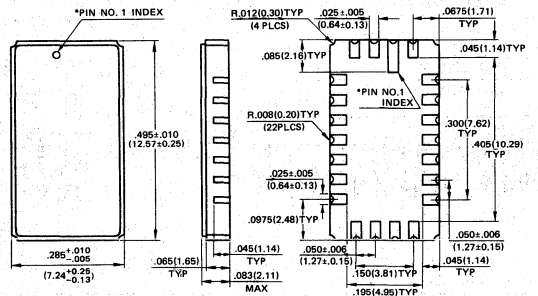 *PIN NO. 1 INDEX
.495±.010
(12.57±0.25)
.285 +.010 -.005
(7.24 +0.25 -0.13)
.065(1.65)
TYP
.045(1.14)
TYP
.083(2.11)
MAX
R.012(0.30)TYP
(4 PLCS)
.025±.005
(0.64±0.13)
.0675(1.71)
TYP
.045(1.14)TYP
.085(2.16)TYP
*PIN NO.1
INDEX
R.008(0.20)TYP
(22PLCS)
.300(7.62)
TYP
.405(10.29)
TYP
.025±.005
(0.64±0.13)
.0975(2.48)TYP
.050±.006
(1.27±0.15)
TYP
.050±.006
(1.27±0.15)
.150(3.81)TYP
.045(1.14)
TYP
.195(4.95)TYP